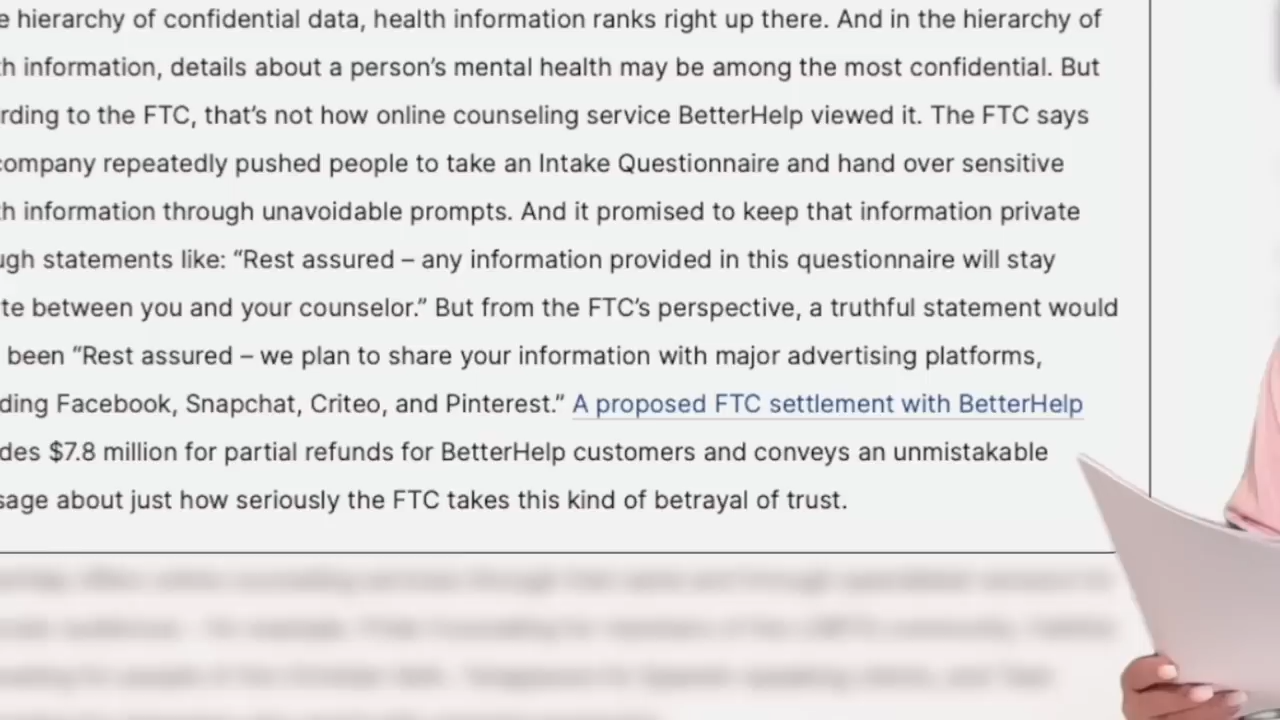 e hierarchy of confidential data, health information ranks right up there. And in the hierarchy of
h information, details about a person's mental health may be among the most confidential. But
rding to the FTC, that's not how online counseling service BetterHelp viewed it. The FTC says
company repeatedly pushed people to take an Intake Questionnaire and hand over sensitive
h information through unavoidable prompts. And it promised to keep that information private
ugh statements like: “Rest assured – any information provided in this questionnaire will stay
te between you and your counselor.” But from the FTC's perspective, a truthful statement would
been “Rest assured – we plan to share your information with major advertising platforms,
ding Facebook, Snapchat, Criteo, and Pinterest.” A proposed FTC settlement with BetterHelp
des $7.8 million for partial refunds for BetterHelp customers and conveys an unmistakable
sage about just how seriously the FTC takes this kind of betrayal of trust.